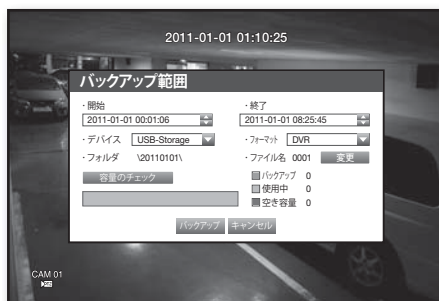 2011-01-01 01:10:25
バックアップ範囲
・開始 ・終了
2011-01-01 00:01:06 2011-01-01 08:25:45
・デバイス USB-Storage ・フォーマット DVR
・フォルダ \20110101\ ・ファイル名 0001 変更
容量のチェック バックアップ 0
使用中 0
空き容量 0
バックアップ キャンセル
CAM 01